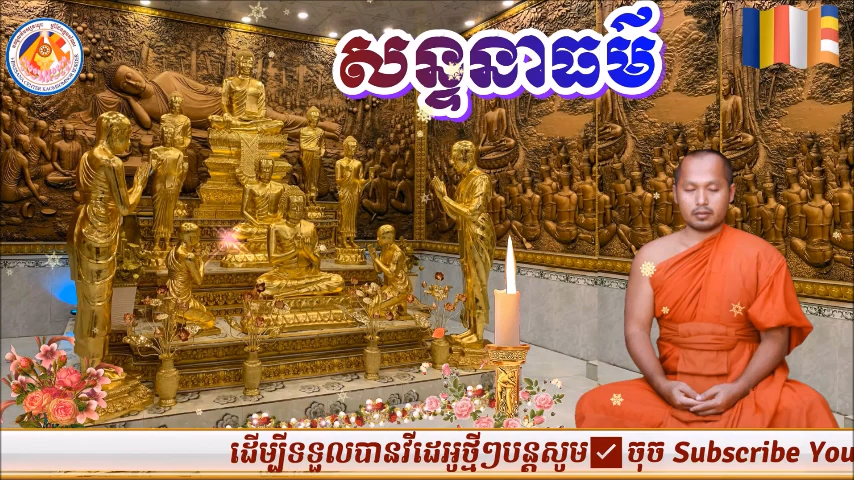 សន្ទនាធម៌
ដើម្បីទទួលបានវីដេអូថ្មីៗបន្តសូម ✅ ចុច Subscribe You